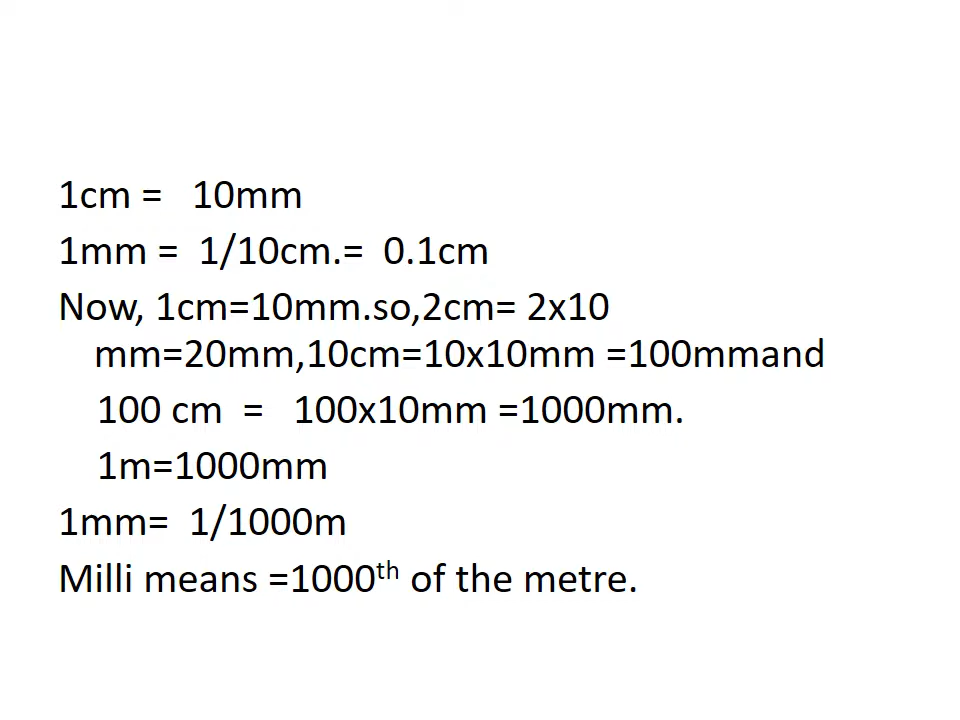 1cm =   10mm
1mm =  1/10cm.=  0.1cm
Now, 1cm=10mm.so,2cm= 2x10
mm=20mm,10cm=10x10mm =100mmand
100 cm  =   100x10mm =1000mm.
1m=1000mm
1mm=  1/1000m
Milli means =1000th of the metre.